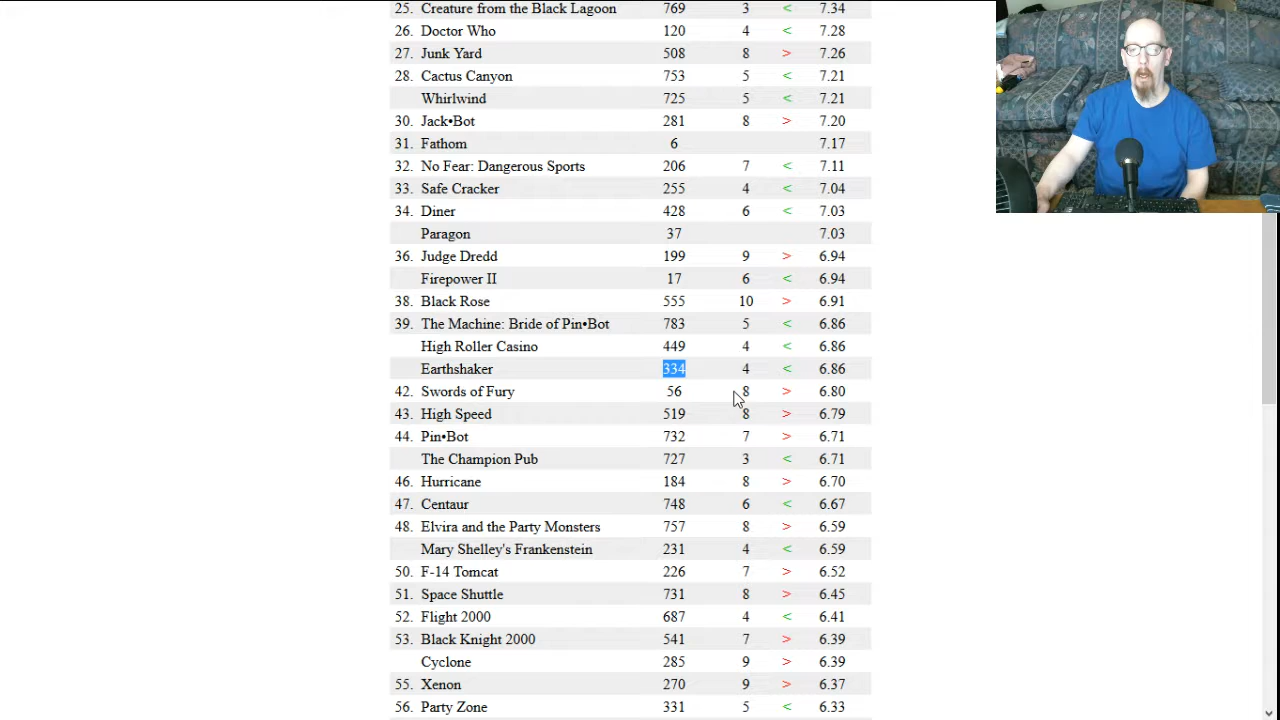 25. Creature from the Black Lagoon 769 3 < 7.34
26. Doctor Who 120 4 < 7.28
27. Junk Yard 508 8 > 7.26
28. Cactus Canyon 753 5 < 7.21
Whirlwind 725 5 < 7.21
30. Jack•Bot 281 8 > 7.20
31. Fathom 6 7.17
32. No Fear: Dangerous Sports 206 7 < 7.11
33. Safe Cracker 255 4 < 7.04
34. Diner 428 6 < 7.03
Paragon 37 7.03
36. Judge Dredd 199 9 > 6.94
Firepower II 17 6 < 6.94
38. Black Rose 555 10 > 6.91
39. The Machine: Bride of Pin•Bot 783 5 < 6.86
High Roller Casino 449 4 < 6.86
Earthshaker 334 4 < 6.86
42. Swords of Fury 56 8 > 6.80
43. High Speed 519 8 > 6.79
44. Pin•Bot 732 7 > 6.71
The Champion Pub 727 3 < 6.71
46. Hurricane 184 8 > 6.70
47. Centaur 748 6 < 6.67
48. Elvira and the Party Monsters 757 8 > 6.59
Mary Shelley's Frankenstein 231 4 < 6.59
50. F-14 Tomcat 226 7 > 6.52
51. Space Shuttle 731 8 > 6.45
52. Flight 2000 687 4 < 6.41
53. Black Knight 2000 541 7 > 6.39
Cyclone 285 9 > 6.39
55. Xenon 270 9 > 6.37
56. Party Zone 331 5 < 6.33